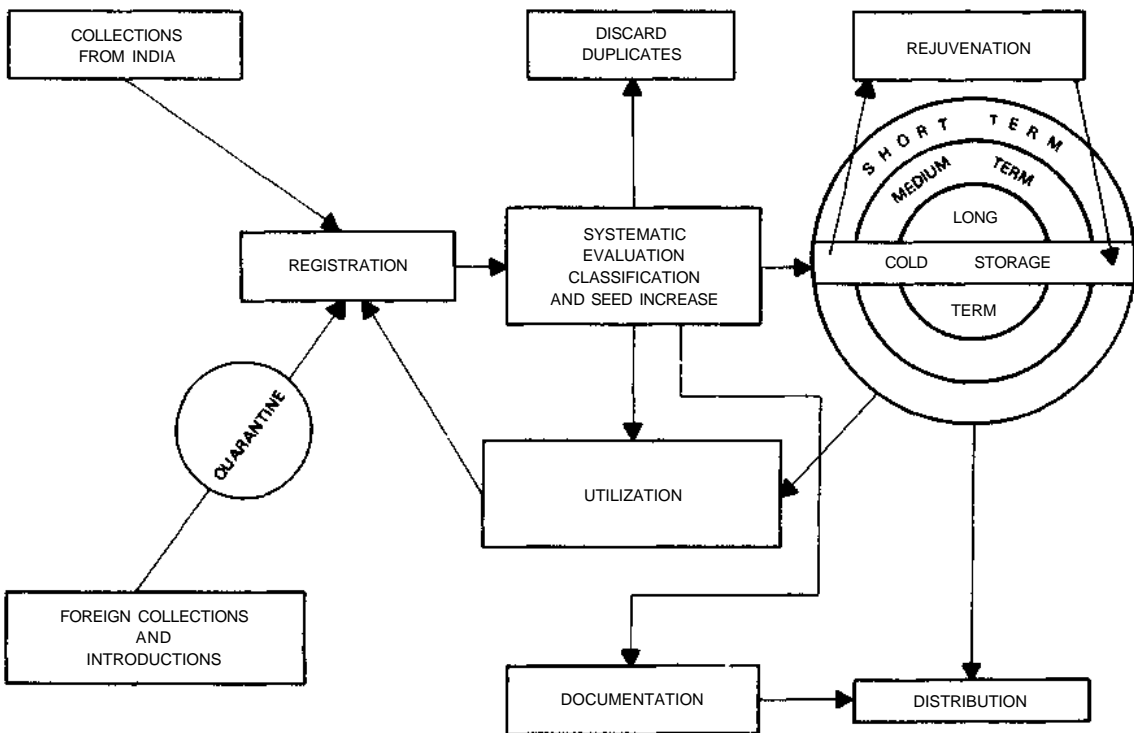 COLLECTIONS
FROM INDIA
DISCARD
DUPLICATES
REJUVENATION
SHORT TERM
MEDIUM TERM
LONG
COLD STORAGE
TERM
REGISTRATION
SYSTEMATIC
EVALUATION
CLASSIFICATION
AND SEED INCREASE
QUARANTINE
UTILIZATION
FOREIGN COLLECTIONS
AND
INTRODUCTIONS
DOCUMENTATION
DISTRIBUTION